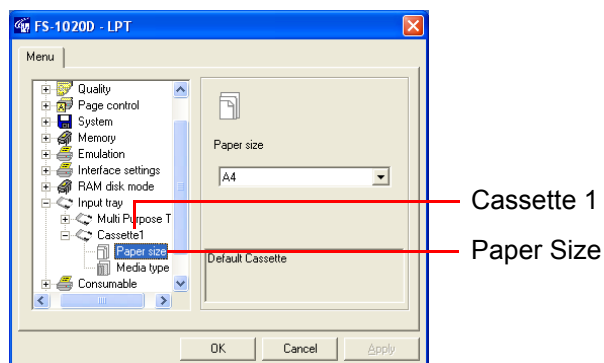 FS-1020D - LPT
Menu
Quality
Page control
System
Memory
Emulation
Interface settings
RAM disk mode
Input tray
Multi Purpose T
Cassette1
Paper size
Media type
Consumable
Paper size
A4
Default Cassette
OK
Cancel
Apply
Cassette 1
Paper Size